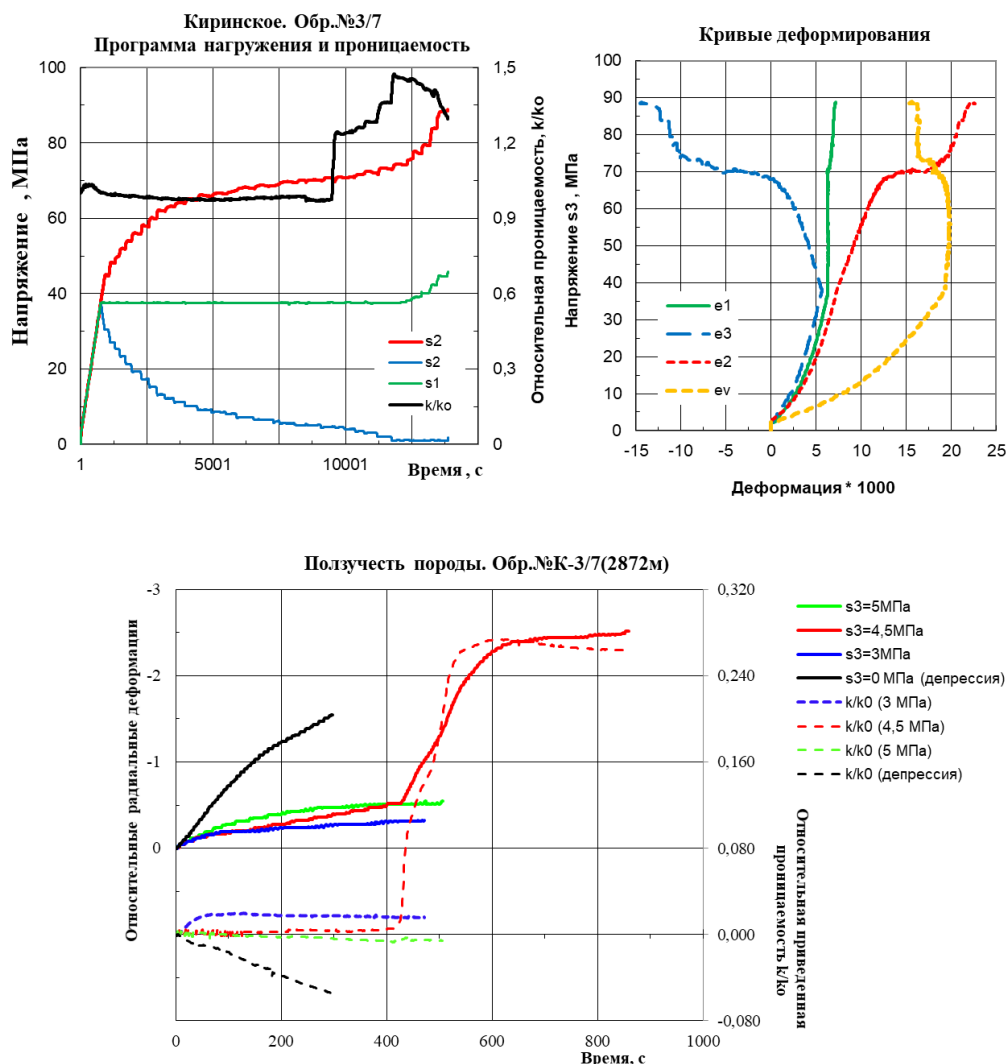 Киринское. Обр.№3/7
Программа нагружения и проницаемость
Напряжение , МПа
100
80
60
40
20
0
1
5001
10001
Время , с
1,5
1,2
0,9
0,6
0,3
0
Относительная проницаемость, k/ko
s2
s2
s1
k/ko
Кривые деформирования
Напряжение s3 , МПа
100
90
80
70
60
50
40
30
20
10
0
-15
-10
-5
0
5
10
15
20
25
Деформация * 1000
e1
e3
e2
ev
Ползучесть породы. Обр.№К-3/7(2872м)
Относительные радиальные деформации
-3
-2
-1
0
0
200
400
600
800
1000
Время, с
0,320
0,240
0,160
0,080
0,000
-0,080
Относительная приведенная
проницаемость k/ko
s3=5МПа
s3=4,5МПа
s3=3МПа
s3=0 МПа (депрессия)
k/k0 (3 МПа)
k/k0 (4,5 МПа)
k/k0 (5 МПа)
k/k0 (депрессия)